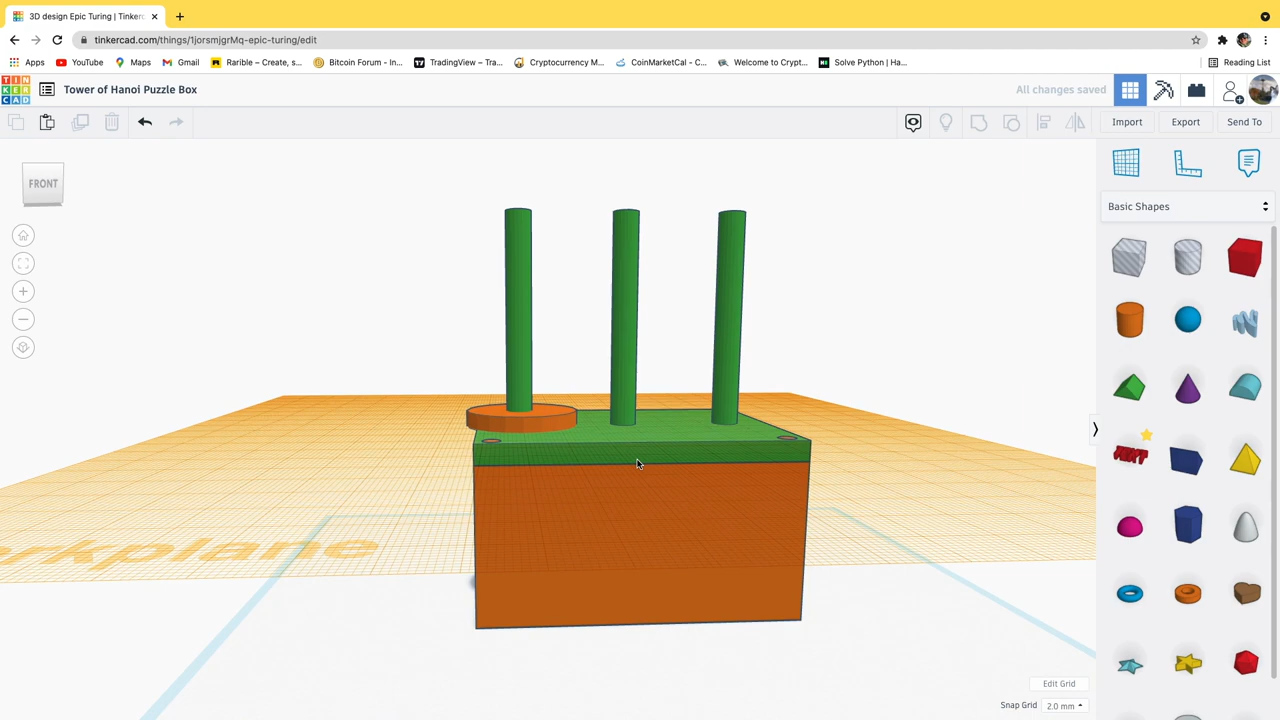 3D design Epic Turing | Tinkerc
tinkercad.com/things/1jorsmjgrMq-epic-turing/edit
Apps YouTube Maps Gmail Rarible – Create, s... Bitcoin Forum - In... TradingView – Tra... Cryptocurrency M... CoinMarketCal - C... Welcome to Crypt... Solve Python | Ha... Reading List
TIN
KER
CAD
Tower of Hanoi Puzzle Box
All changes saved
Import Export Send To
FRONT
Basic Shapes
rkplane
Edit Grid
Snap Grid 2.0 mm